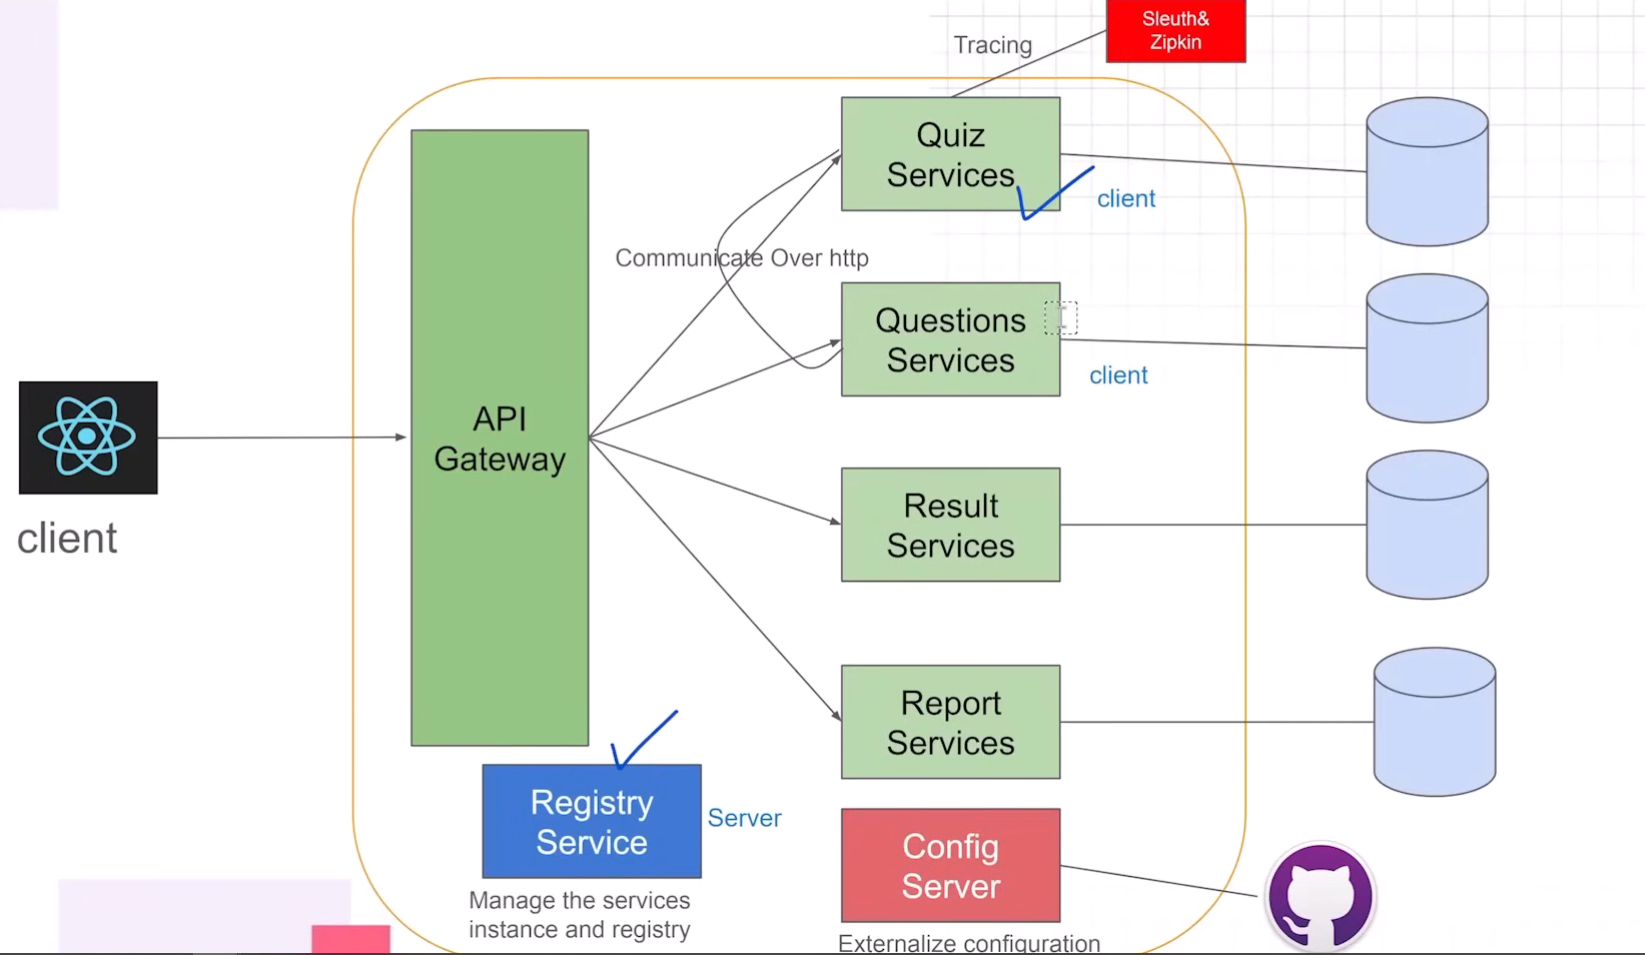 Sleuth&
Zipkin
Tracing
Quiz
Services
client
Communicate Over http
Questions
Services
client
API
Gateway
client
Result
Services
Report
Services
Registry
Service
Server
Manage the services
instance and registry
Config
Server
Externalize configuration